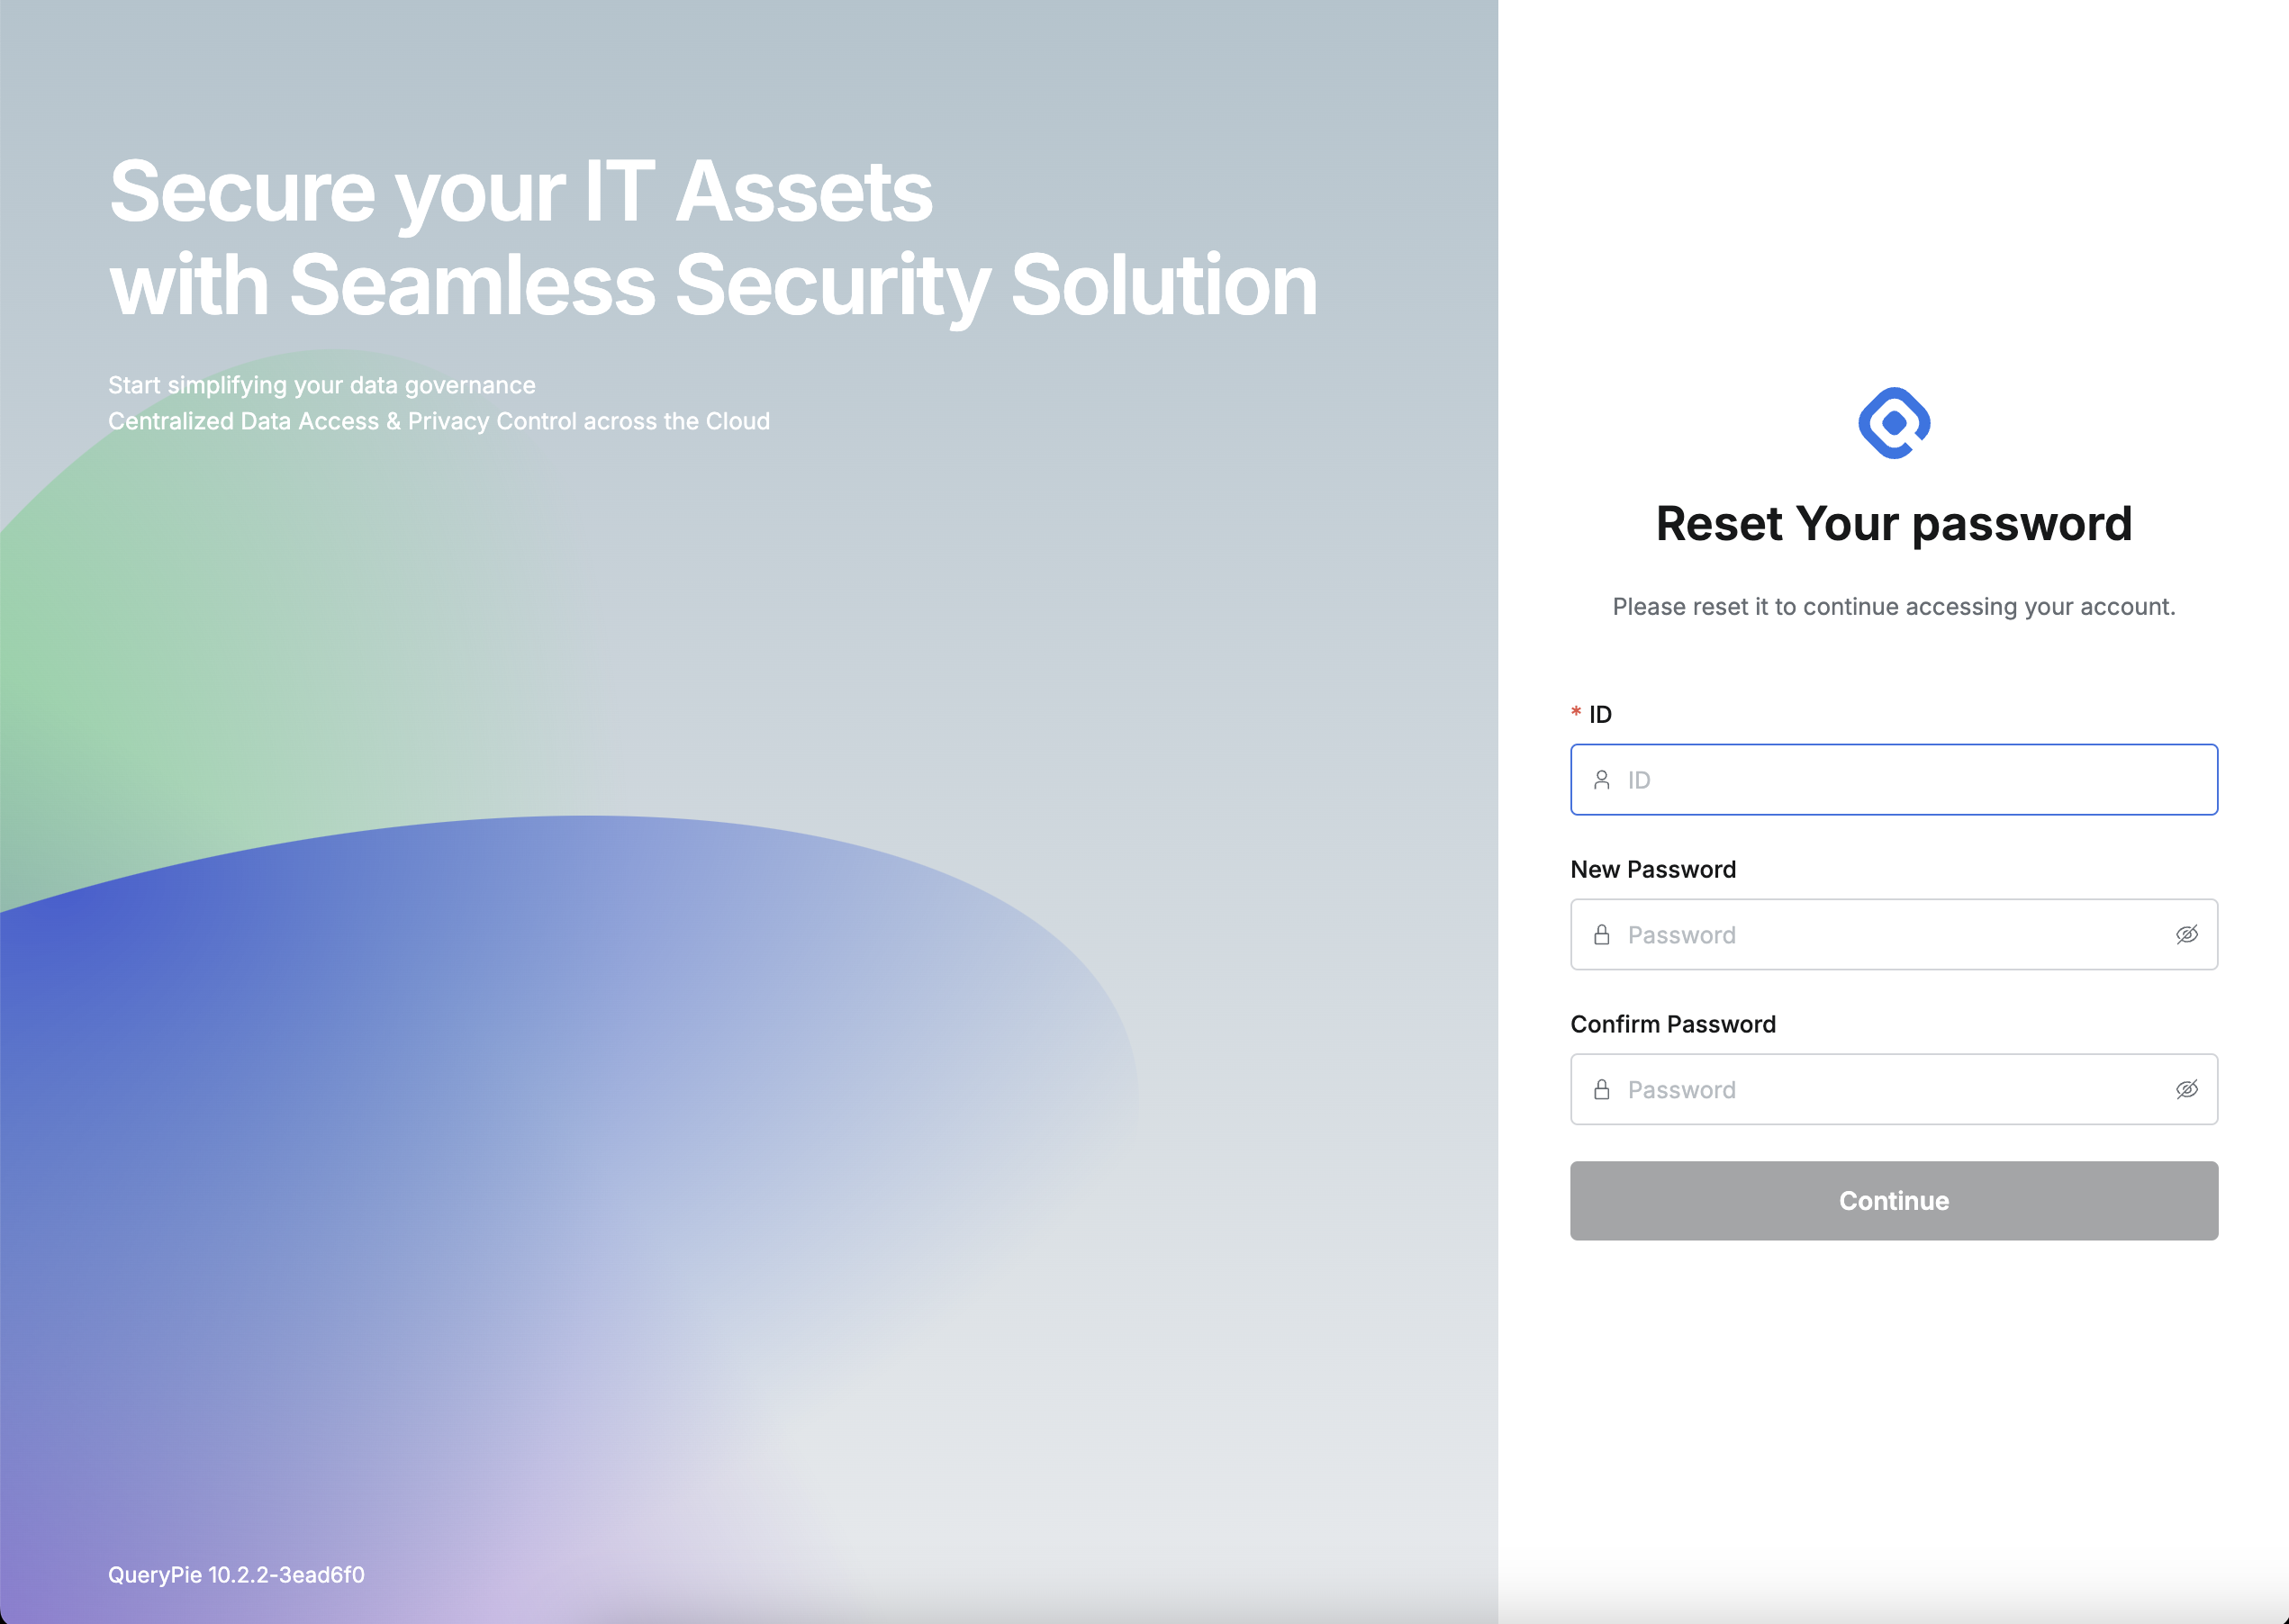 Secure your IT Assets
with Seamless Security Solution
Start simplifying your data governance
Centralized Data Access & Privacy Control across the Cloud
QueryPie 10.2.2-3ead6f0
Reset Your password
Please reset it to continue accessing your account.
* ID
ID
New Password
Password
Confirm Password
Password
Continue